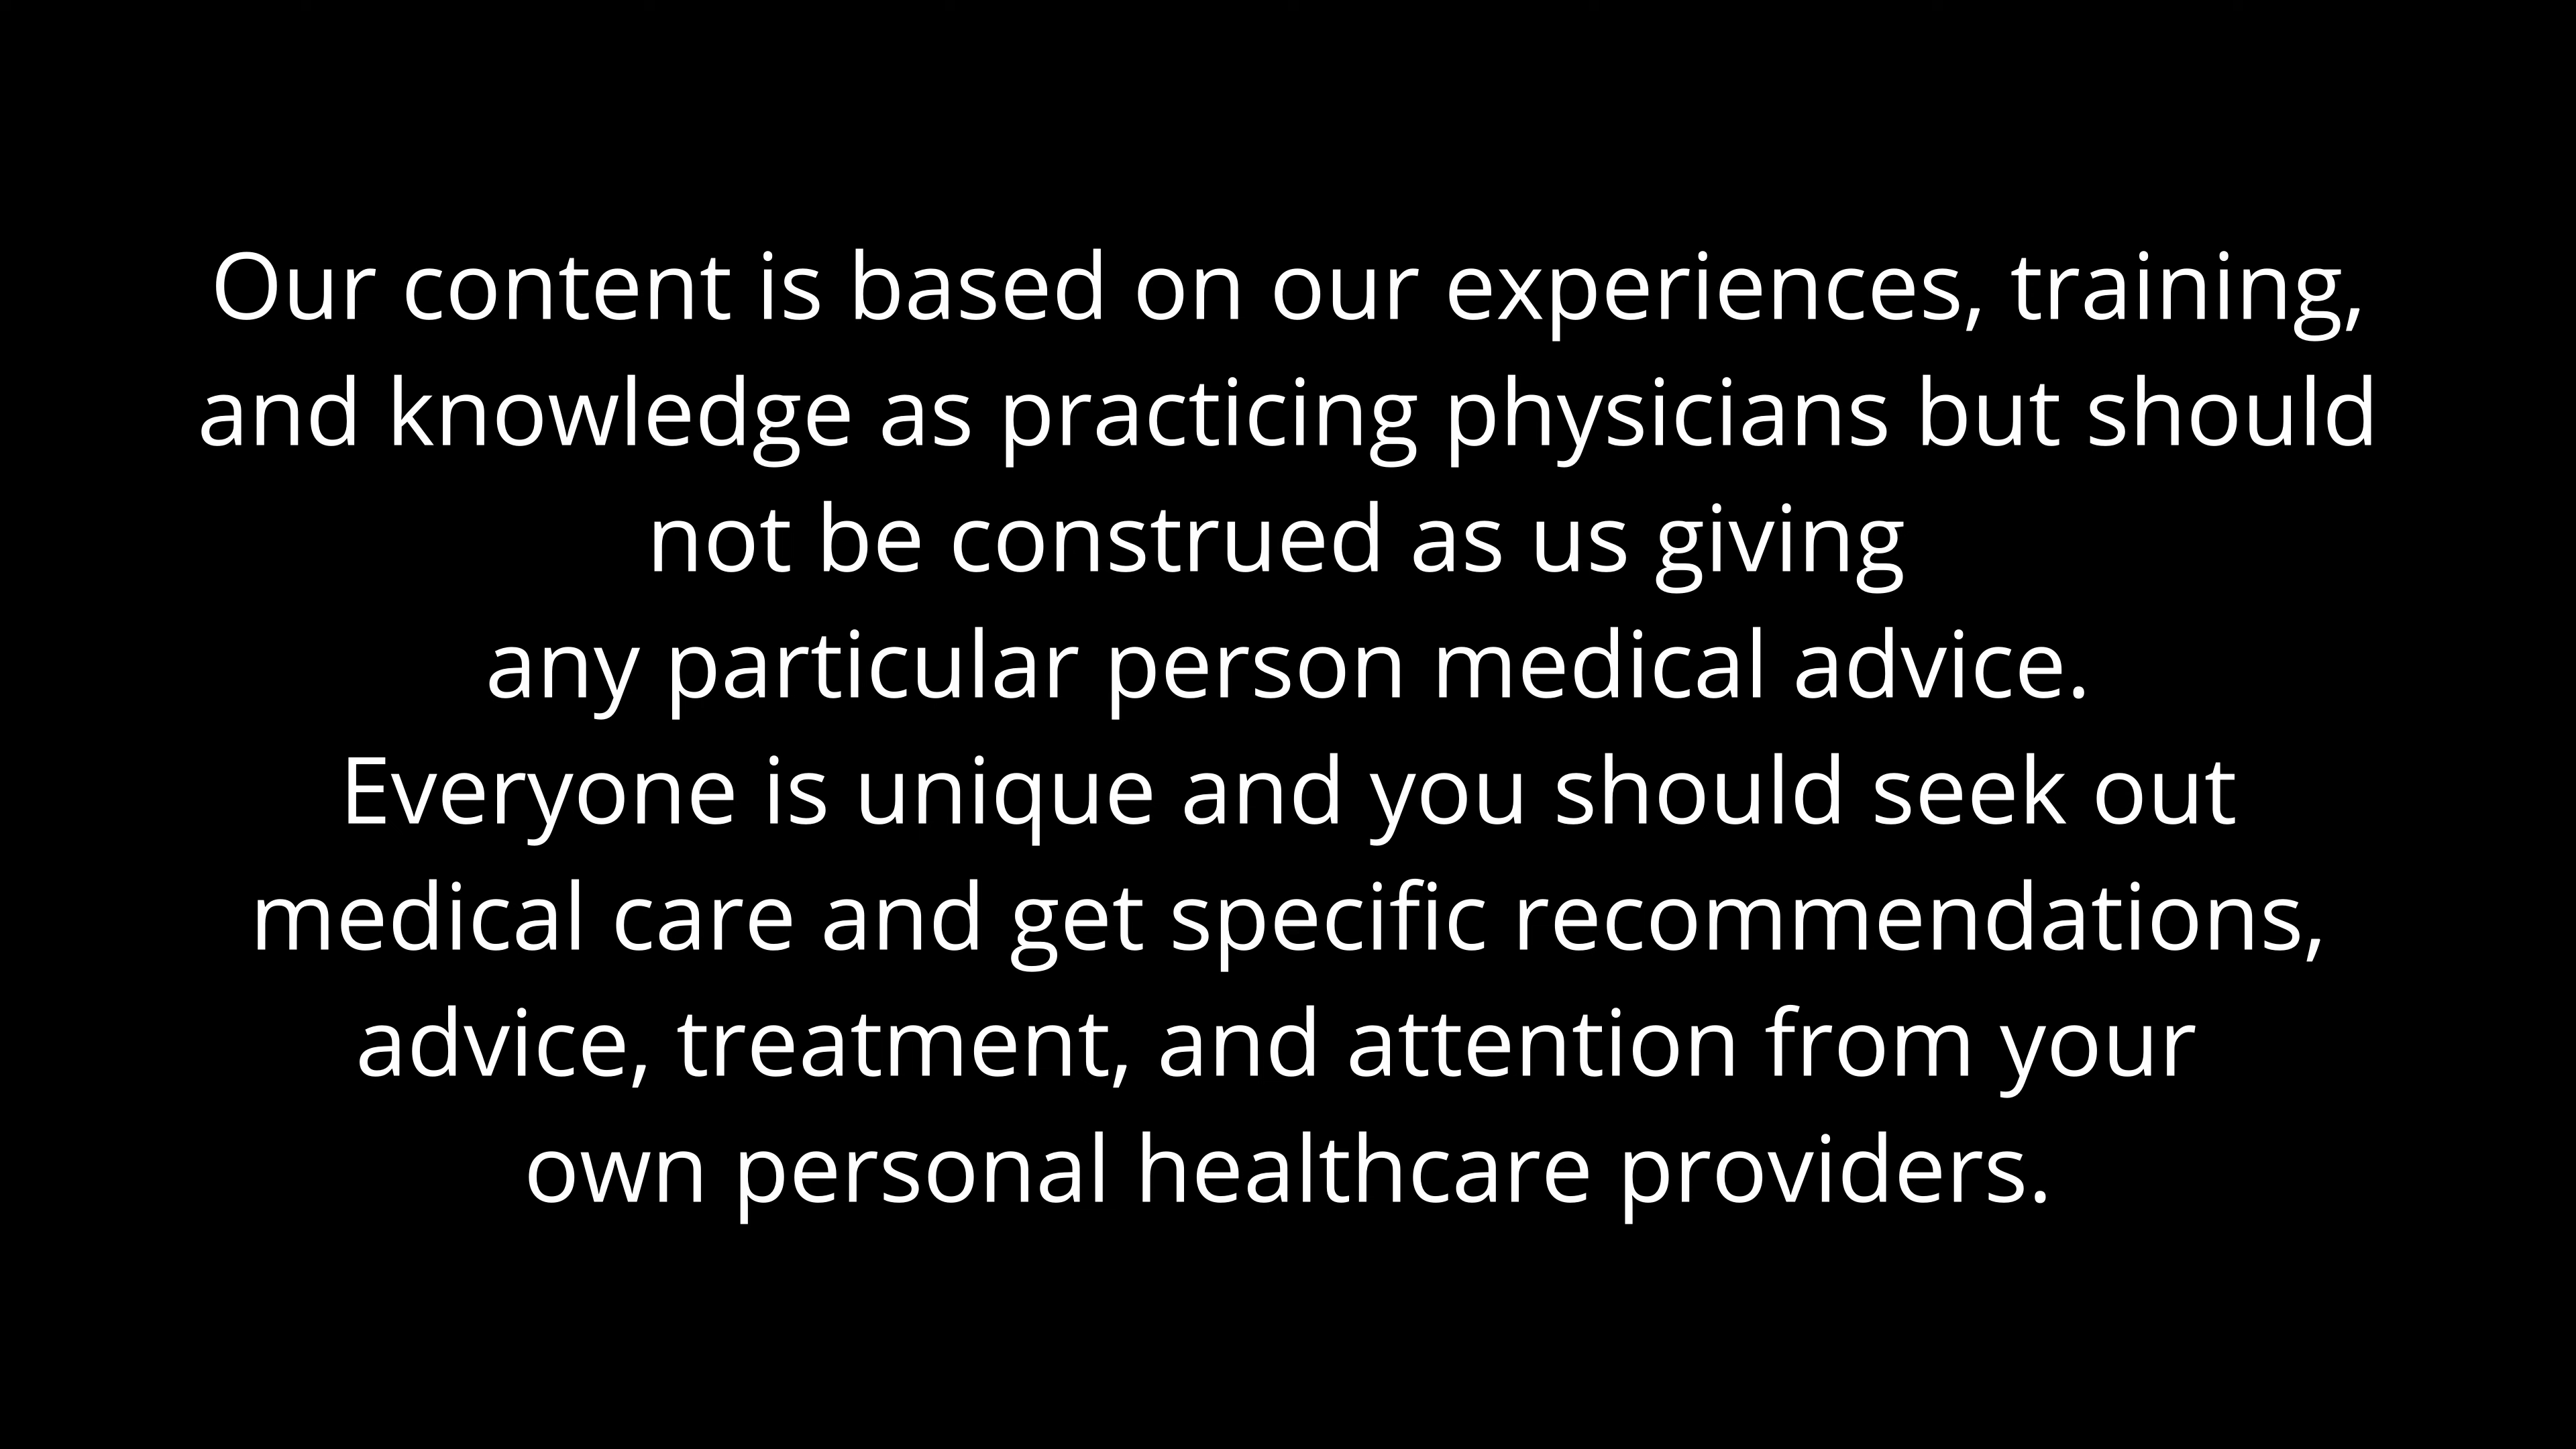 Our content is based on our experiences, training,
and knowledge as practicing physicians but should
not be construed as us giving
any particular person medical advice.
Everyone is unique and you should seek out
medical care and get specific recommendations,
advice, treatment, and attention from your
own personal healthcare providers.